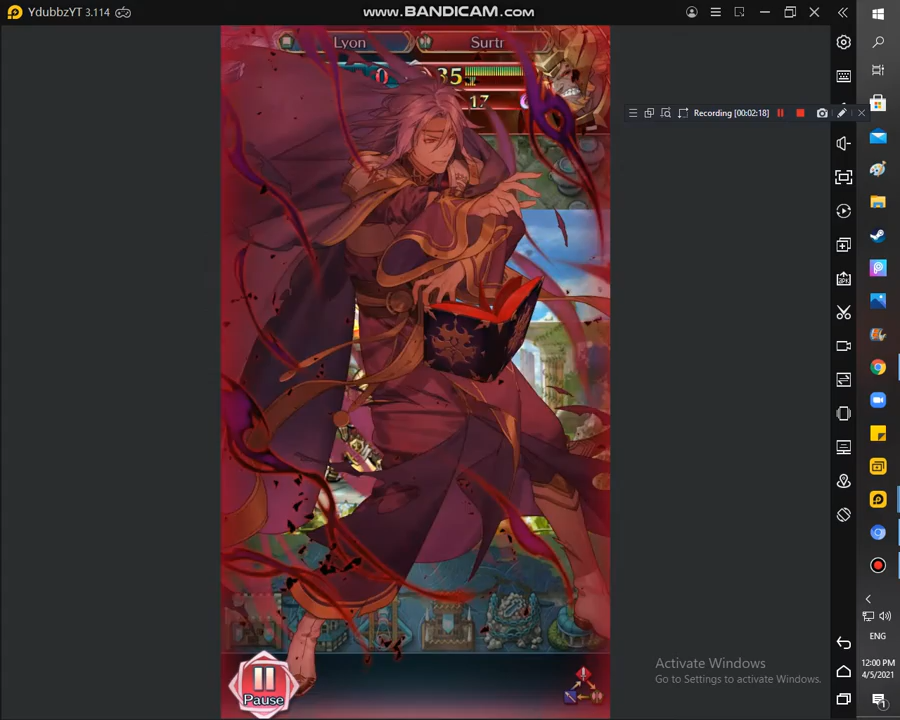 YdubbzYT 3.114
www.BANDICAM.com
Lyon
Surtr
0
35
17
Recording [00:02:18]
ENG
12:00 PM
4/5/2021
Activate Windows
Go to Settings to activate Windows.
Pause